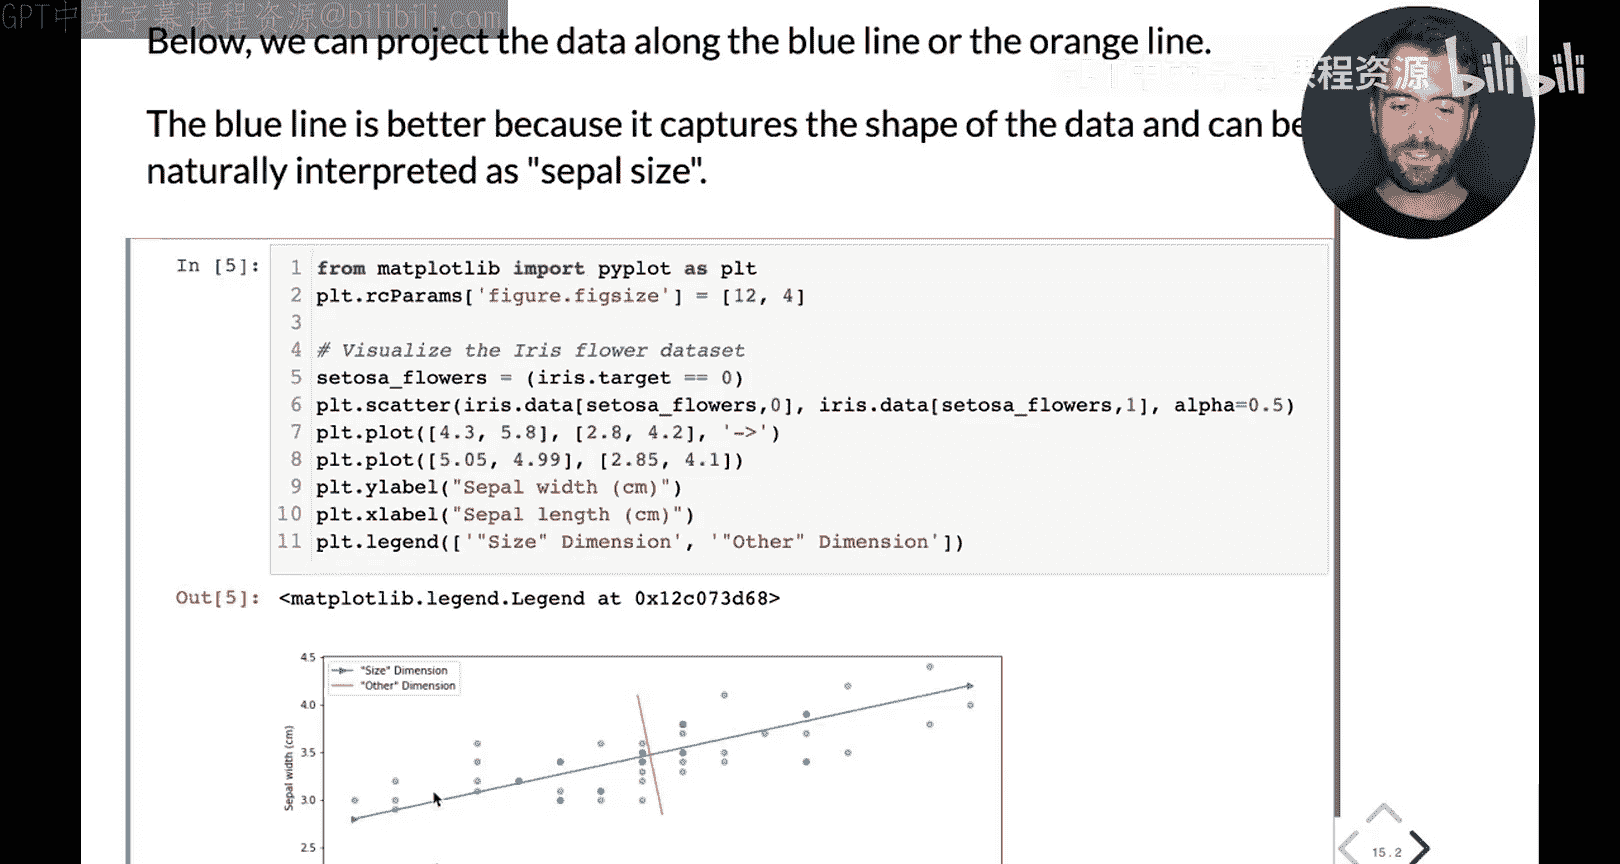 GPT中英字幕课程资源@bilibili.com
Below, we can project the data along the blue line or the orange line.
课程资源 bilibili
The blue line is better because it captures the shape of the data and can be
naturally interpreted as "sepal size".
In [5]:
1 from matplotlib import pyplot as plt
2 plt.rcParams['figure.figsize'] = [12, 4]
3
4 # Visualize the Iris flower dataset
5 setosa_flowers = (iris.target == 0)
6 plt.scatter(iris.data[setosa_flowers,0], iris.data[setosa_flowers,1], alpha=0.5)
7 plt.plot([4.3, 5.8], [2.8, 4.2], '->')
8 plt.plot([5.05, 4.99], [2.85, 4.1])
9 plt.ylabel("Sepal width (cm)")
10 plt.xlabel("Sepal length (cm)")
11 plt.legend(['"Size" Dimension', '"Other" Dimension'])
Out[5]: <matplotlib.legend.Legend at 0x12c073d68>
4.5
"Size" Dimension
"Other" Dimension
4.0
3.5
3.0
2.5
Sepal width (cm)
15.2